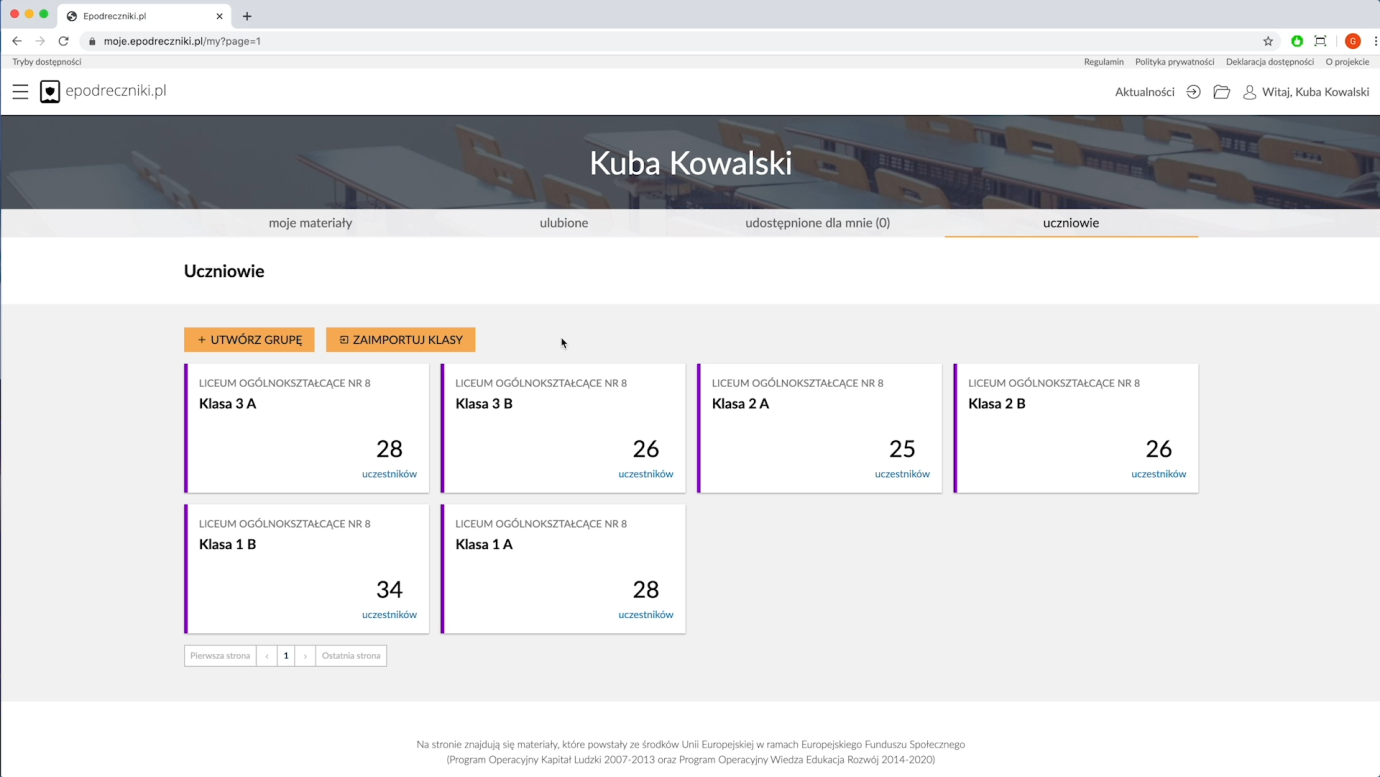 Epodreczniki.pl
moje.epodreczniki.pl/my?page=1
G
Tryby dostępności
Regulamin Polityka prywatności Deklaracja dostępności O projekcie
epodreczniki.pl
Aktualności Witaj, Kuba Kowalski
Kuba Kowalski
moje materiały ulubione udostępnione dla mnie (0) uczniowie
Uczniowie
+ UTWÓRZ GRUPĘ ZAIMPORTUJ KLASY
LICEUM OGÓLNOKSZTAŁCĄCE NR 8
Klasa 3 A
28
uczestników
LICEUM OGÓLNOKSZTAŁCĄCE NR 8
Klasa 3 B
26
uczestników
LICEUM OGÓLNOKSZTAŁCĄCE NR 8
Klasa 2 A
25
uczestników
LICEUM OGÓLNOKSZTAŁCĄCE NR 8
Klasa 2 B
26
uczestników
LICEUM OGÓLNOKSZTAŁCĄCE NR 8
Klasa 1 B
34
uczestników
LICEUM OGÓLNOKSZTAŁCĄCE NR 8
Klasa 1 A
28
uczestników
Pierwsza strona ‹ 1 › Ostatnia strona
Na stronie znajdują się materiały, które powstały ze środków Unii Europejskiej w ramach Europejskiego Funduszu Społecznego
(Program Operacyjny Kapitał Ludzki 2007-2013 oraz Program Operacyjny Wiedza Edukacja Rozwój 2014-2020)